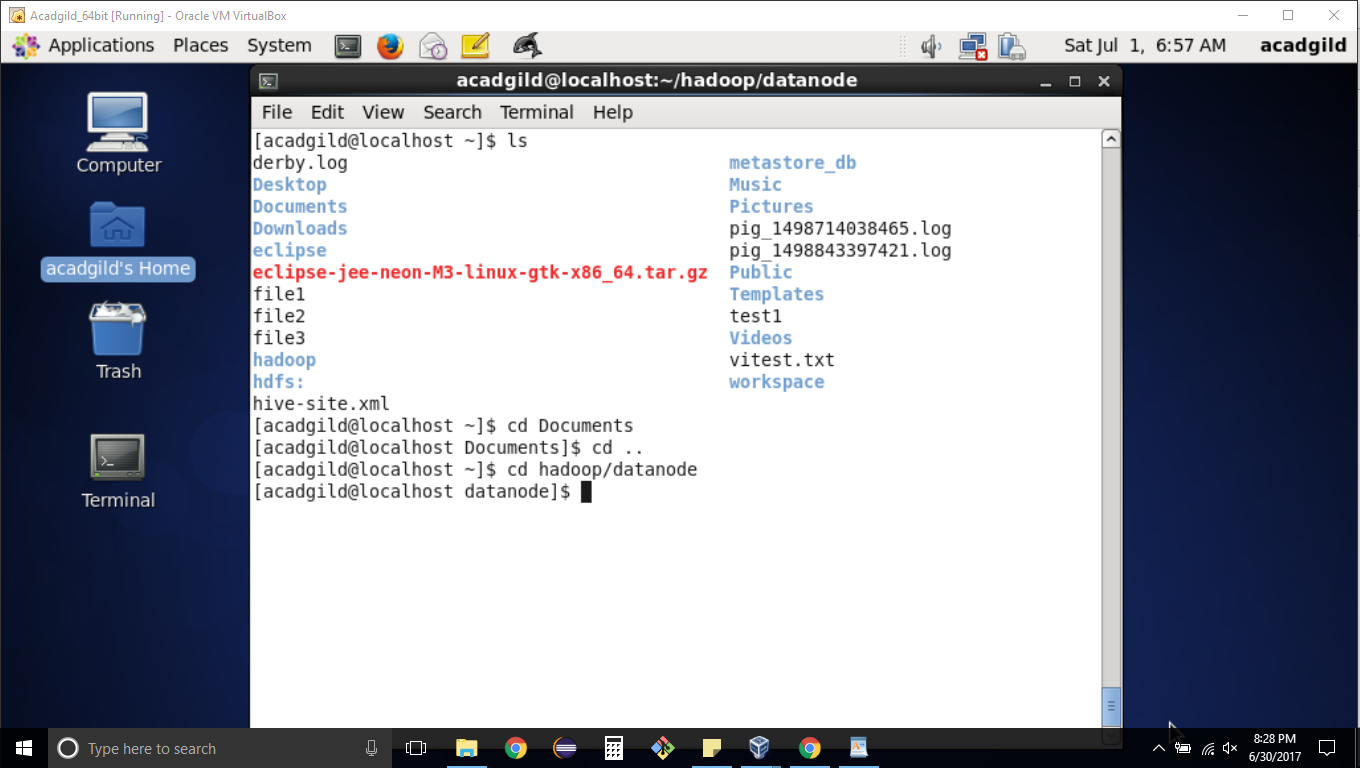 Acadgild_64bit [Running] - Oracle VM VirtualBox
Applications Places System Sat Jul 1, 6:57 AM acadgild
acadgild@localhost:~/hadoop/datanode
File Edit View Search Terminal Help
Computer
acadgild's Home
Trash
Terminal
[acadgild@localhost ~]$ ls
derby.log metastore_db
Desktop Music
Documents Pictures
Downloads pig_1498714038465.log
eclipse pig_1498843397421.log
eclipse-jee-neon-M3-linux-gtk-x86_64.tar.gz Public
file1 Templates
file2 test1
file3 Videos
hadoop vitest.txt
hdfs: workspace
hive-site.xml
[acadgild@localhost ~]$ cd Documents
[acadgild@localhost Documents]$ cd ..
[acadgild@localhost ~]$ cd hadoop/datanode
[acadgild@localhost datanode]$
Type here to search
8:28 PM
6/30/2017